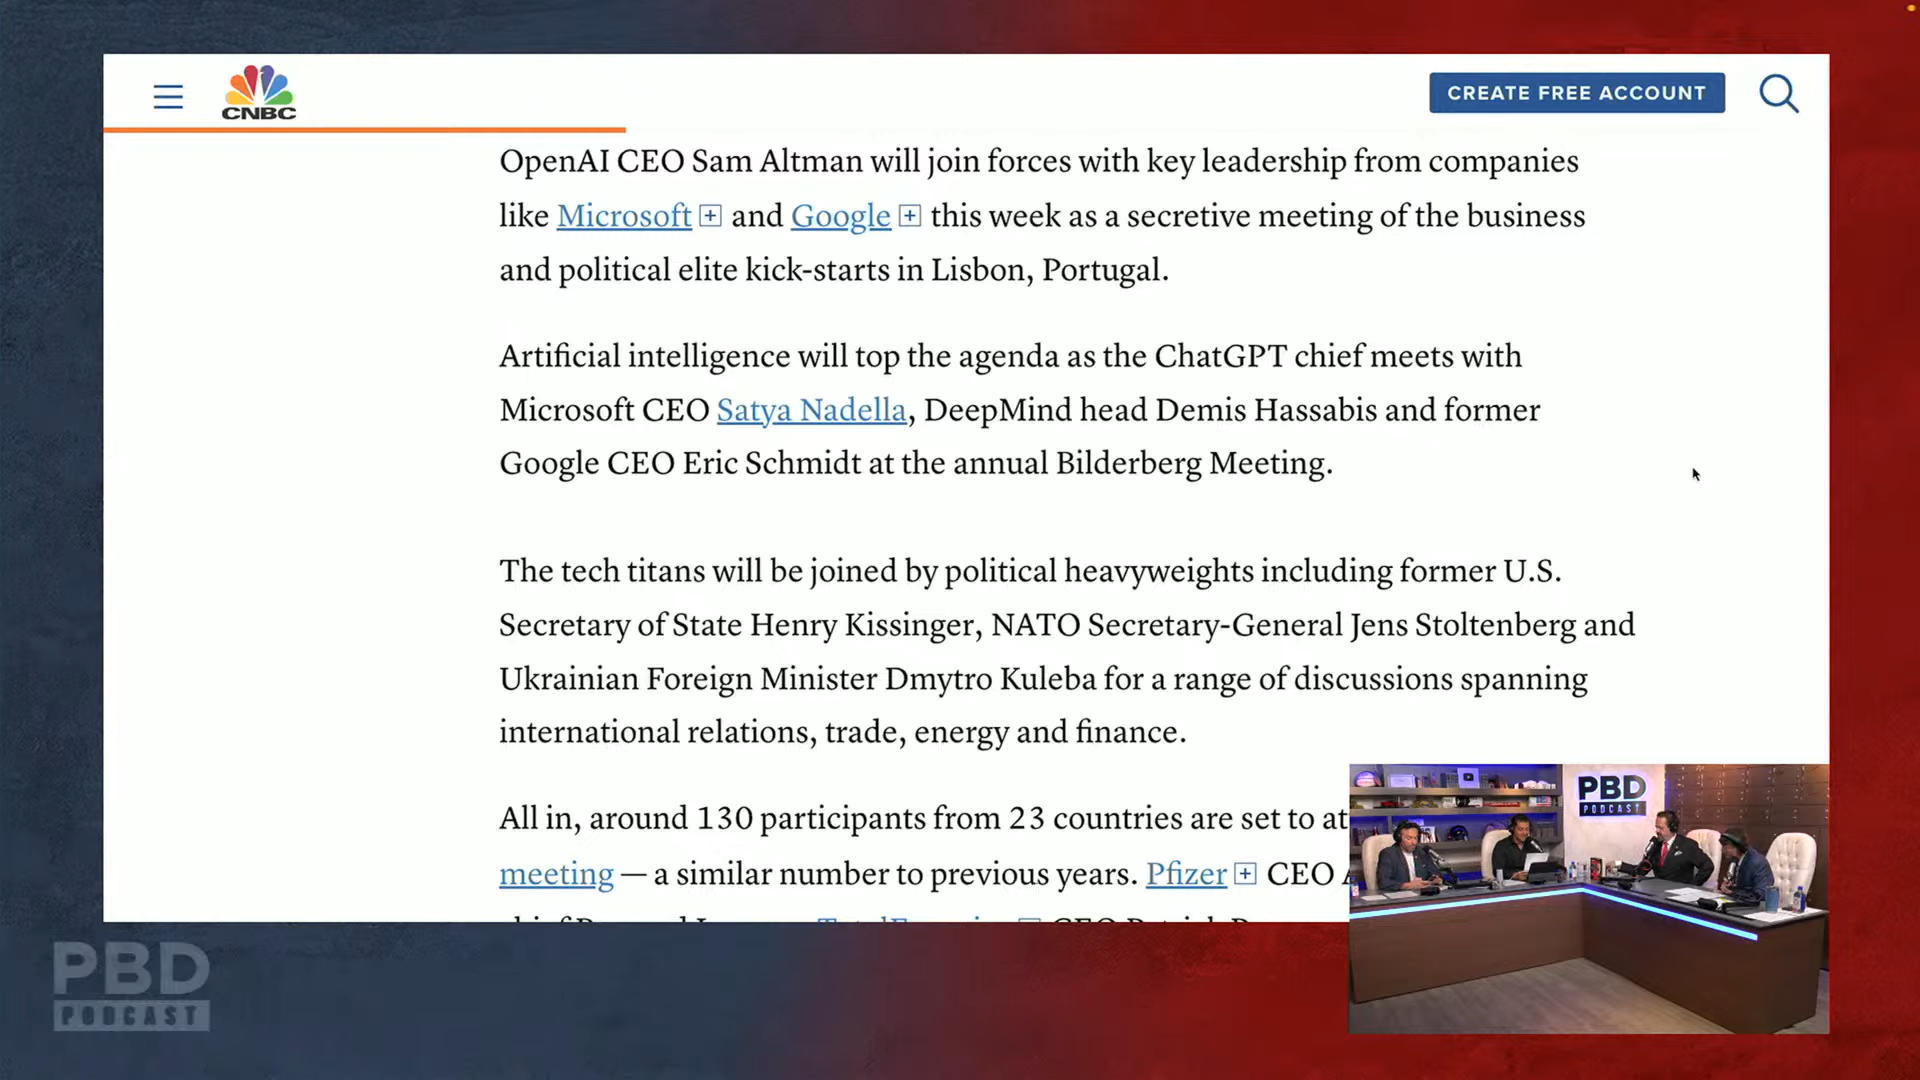 CNBC
CREATE FREE ACCOUNT
OpenAI CEO Sam Altman will join forces with key leadership from companies
like Microsoft and Google this week as a secretive meeting of the business
and political elite kick-starts in Lisbon, Portugal.
Artificial intelligence will top the agenda as the ChatGPT chief meets with
Microsoft CEO Satya Nadella, DeepMind head Demis Hassabis and former
Google CEO Eric Schmidt at the annual Bilderberg Meeting.
The tech titans will be joined by political heavyweights including former U.S.
Secretary of State Henry Kissinger, NATO Secretary-General Jens Stoltenberg and
Ukrainian Foreign Minister Dmytro Kuleba for a range of discussions spanning
international relations, trade, energy and finance.
All in, around 130 participants from 23 countries are set to at
meeting — a similar number to previous years. Pfizer CEO A
PBD
PODCAST
PBD
PODCAST